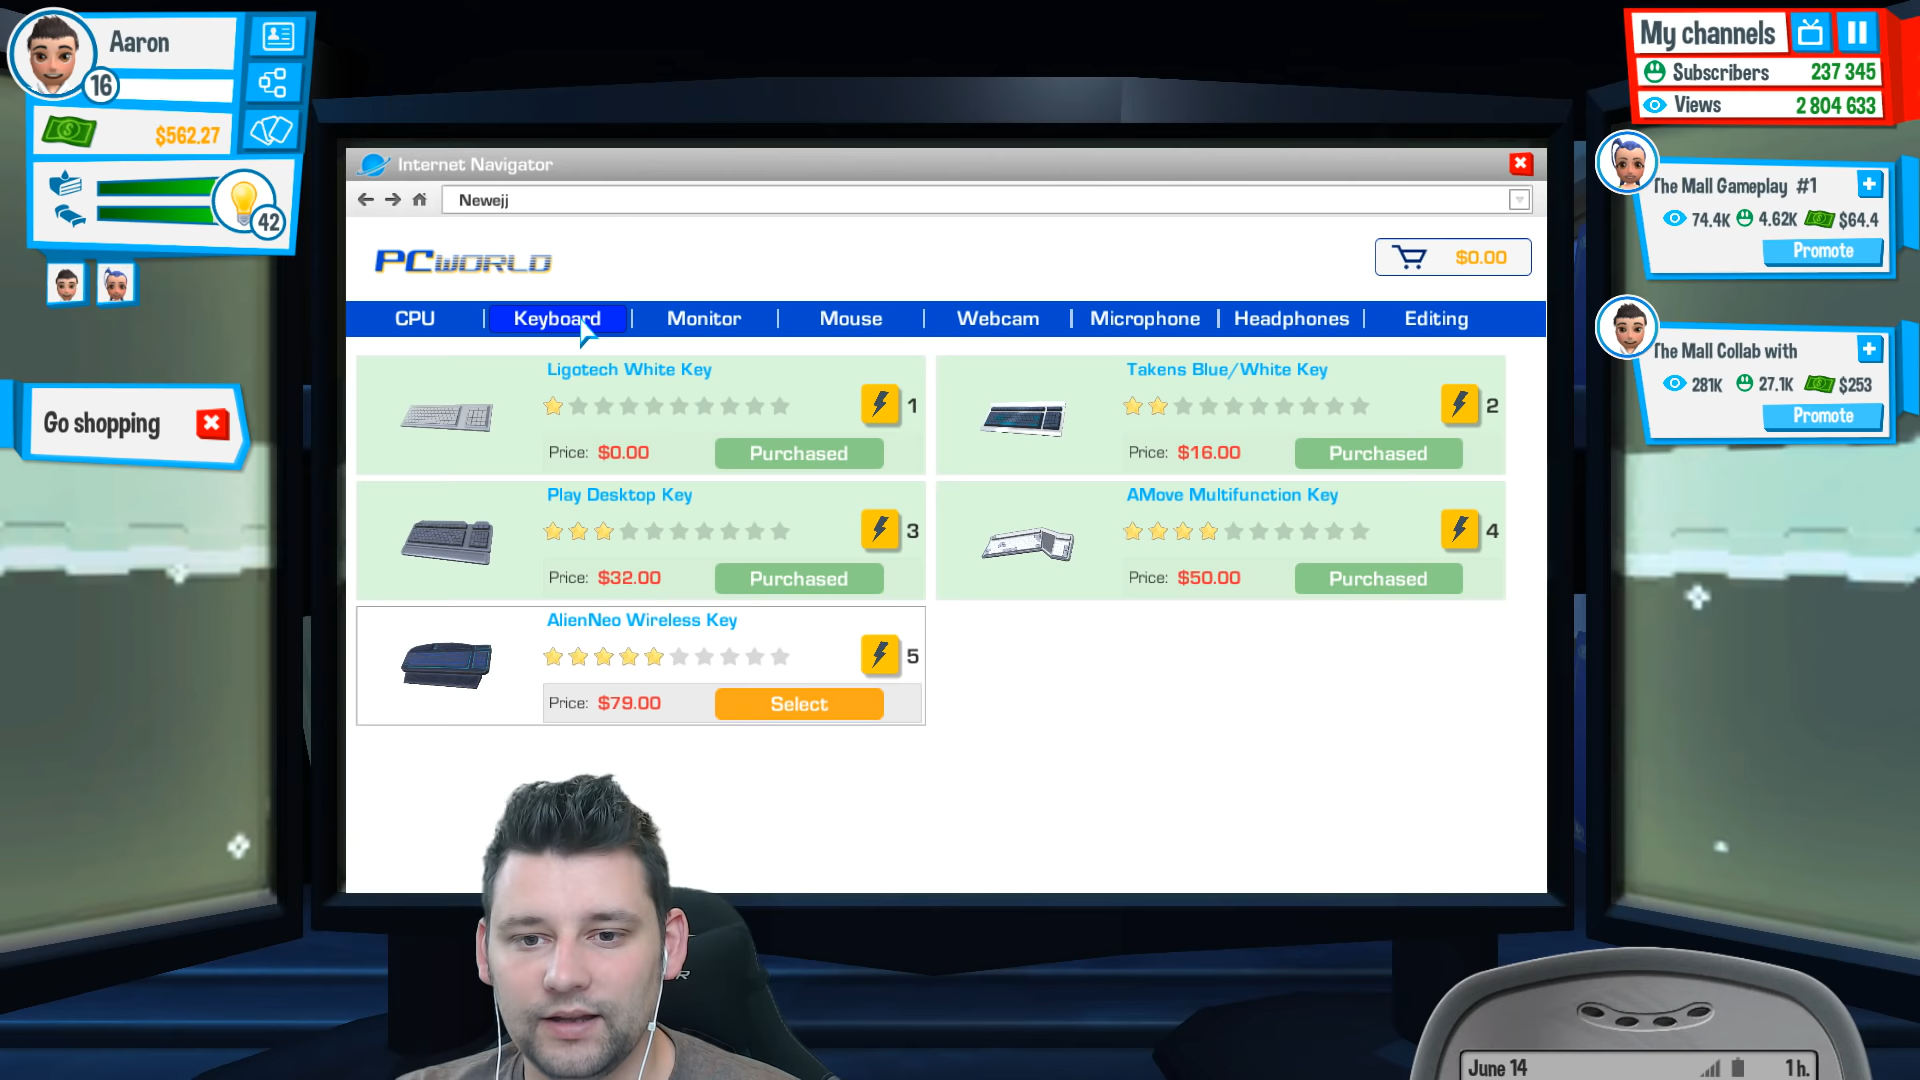 Aaron
16
$562.27
42
Go shopping
Internet Navigator
Newejj
PCWORLD
$0.00
CPU
Keyboard
Monitor
Mouse
Webcam
Microphone
Headphones
Editing
Ligotech White Key
1
Price: $0.00
Purchased
Takens Blue/White Key
2
Price: $16.00
Purchased
Play Desktop Key
3
Price: $32.00
Purchased
AMove Multifunction Key
4
Price: $50.00
Purchased
AlienNeo Wireless Key
5
Price: $79.00
Select
My channels
Subscribers 237 345
Views 2 804 633
The Mall Gameplay #1
74.4K 4.62K $64.4
Promote
The Mall Collab with
281K 27.1K $253
Promote
June 14
1h.